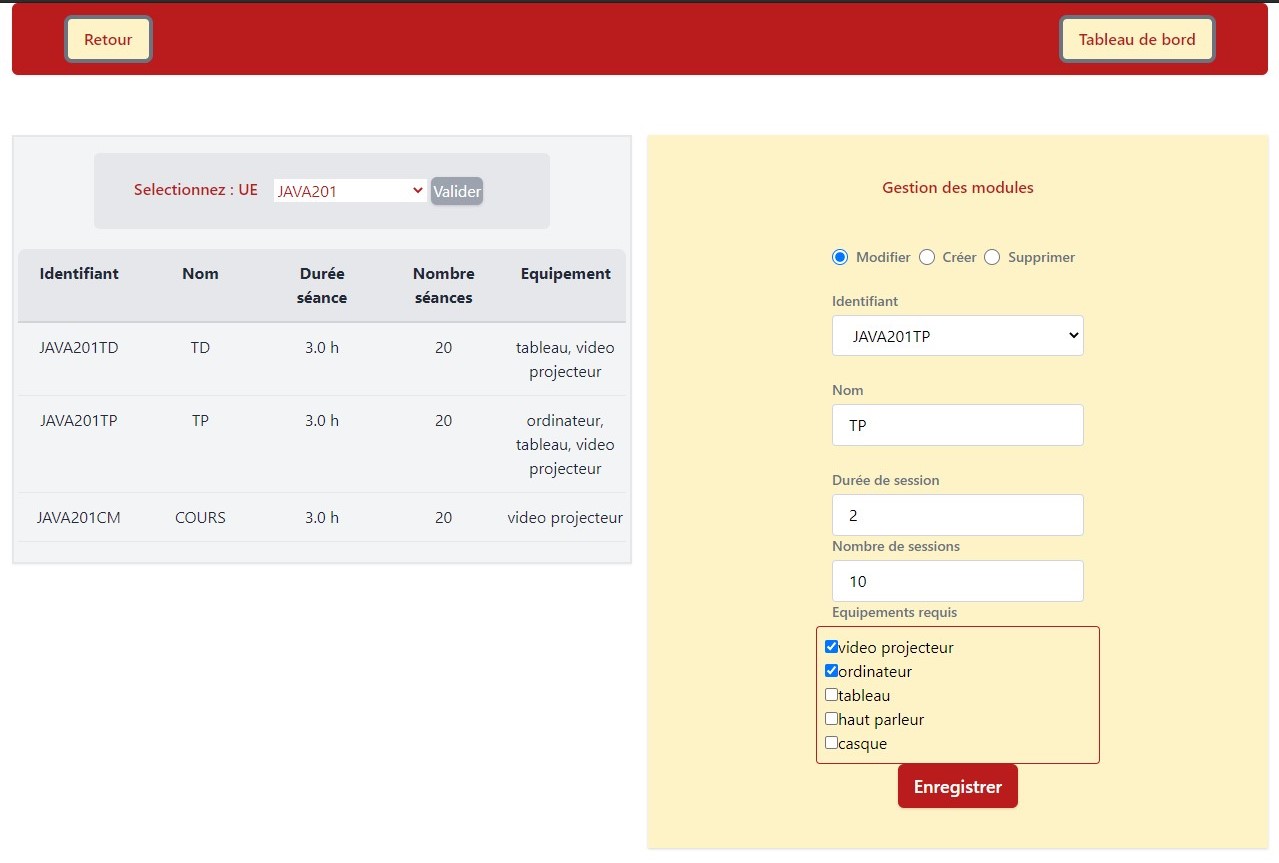 Retour
Tableau de bord
Selectionnez : UE JAVA201 Valider
Identifiant Nom Durée séance Nombre séances Equipement
JAVA201TD TD 3.0 h 20 tableau, video projecteur
JAVA201TP TP 3.0 h 20 ordinateur, tableau, video projecteur
JAVA201CM COURS 3.0 h 20 video projecteur
Gestion des modules
Modifier Créer Supprimer
Identifiant
JAVA201TP
Nom
TP
Durée de session
2
Nombre de sessions
10
Equipements requis
video projecteur
ordinateur
tableau
haut parleur
casque
Enregistrer